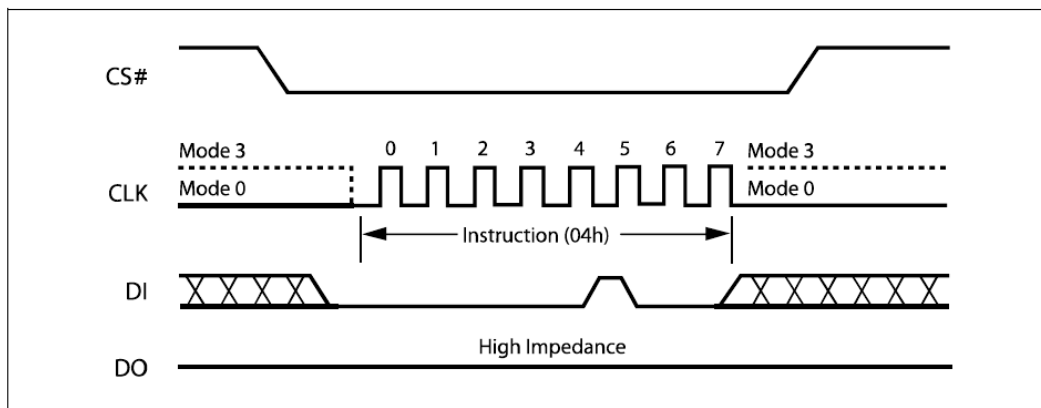 CS#
Mode 3
Mode 0
CLK
0 1 2 3 4 5 6 7
Mode 3
Mode 0
Instruction (04h)
DI
High Impedance
DO